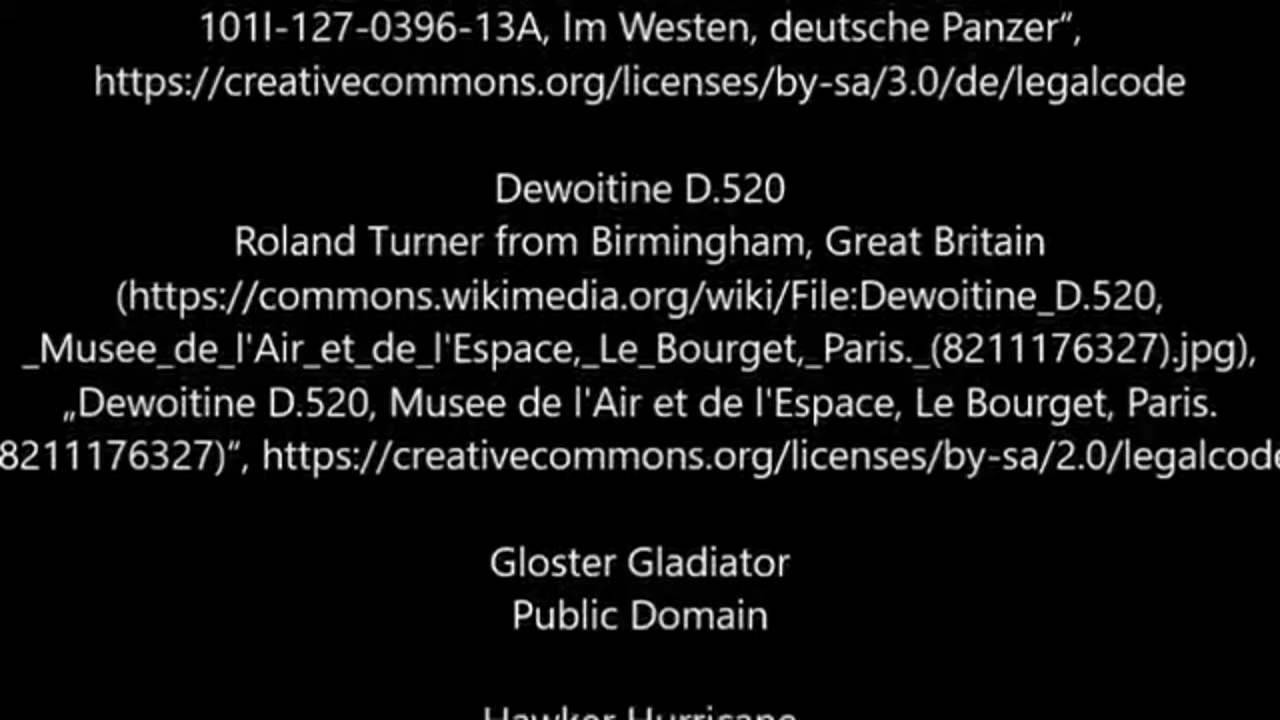 101I-127-0396-13A, Im Westen, deutsche Panzer“,
https://creativecommons.org/licenses/by-sa/3.0/de/legalcode
Dewoitine D.520
Roland Turner from Birmingham, Great Britain
(https://commons.wikimedia.org/wiki/File:Dewoitine_D.520,
_Musee_de_l'Air_et_de_l'Espace,_Le_Bourget,_Paris._(8211176327).jpg),
„Dewoitine D.520, Musee de l'Air et de l'Espace, Le Bourget, Paris.
8211176327)“, https://creativecommons.org/licenses/by-sa/2.0/legalcode
Gloster Gladiator
Public Domain
Hawker Hurricane